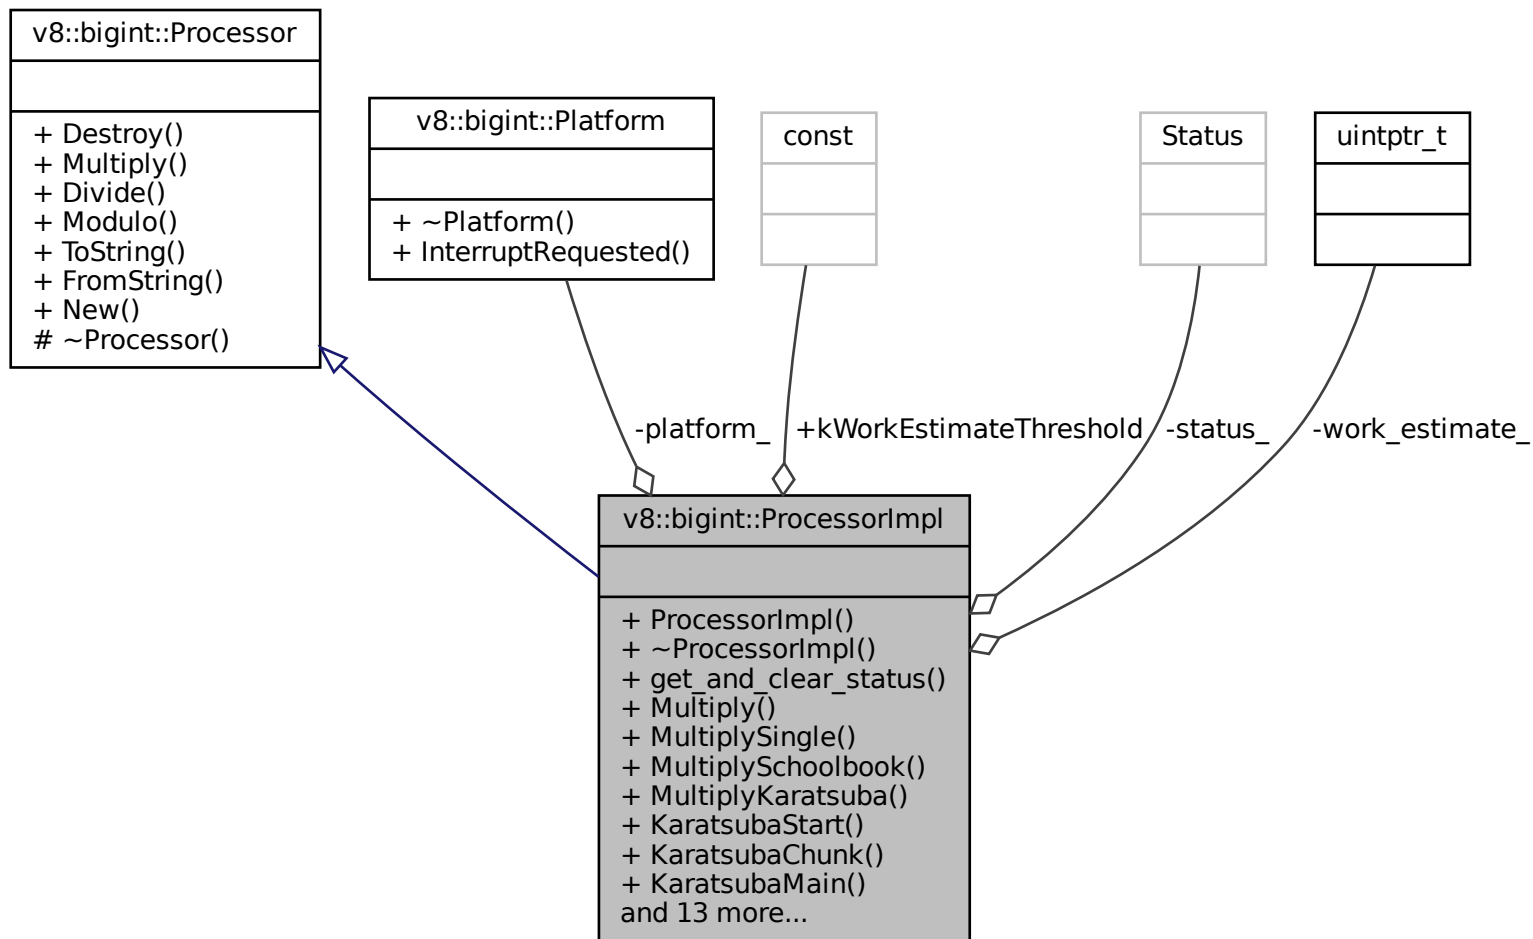 v8::bigint::Processor
+ Destroy()
+ Multiply()
+ Divide()
+ Modulo()
+ ToString()
+ FromString()
+ New()
# ~Processor()
v8::bigint::Platform
+ ~Platform()
+ InterruptRequested()
const
Status
uintptr_t
-platform_
+kWorkEstimateThreshold
-status_
-work_estimate_
v8::bigint::ProcessorImpl
+ ProcessorImpl()
+ ~ProcessorImpl()
+ get_and_clear_status()
+ Multiply()
+ MultiplySingle()
+ MultiplySchoolbook()
+ MultiplyKaratsuba()
+ KaratsubaStart()
+ KaratsubaChunk()
+ KaratsubaMain()
and 13 more...